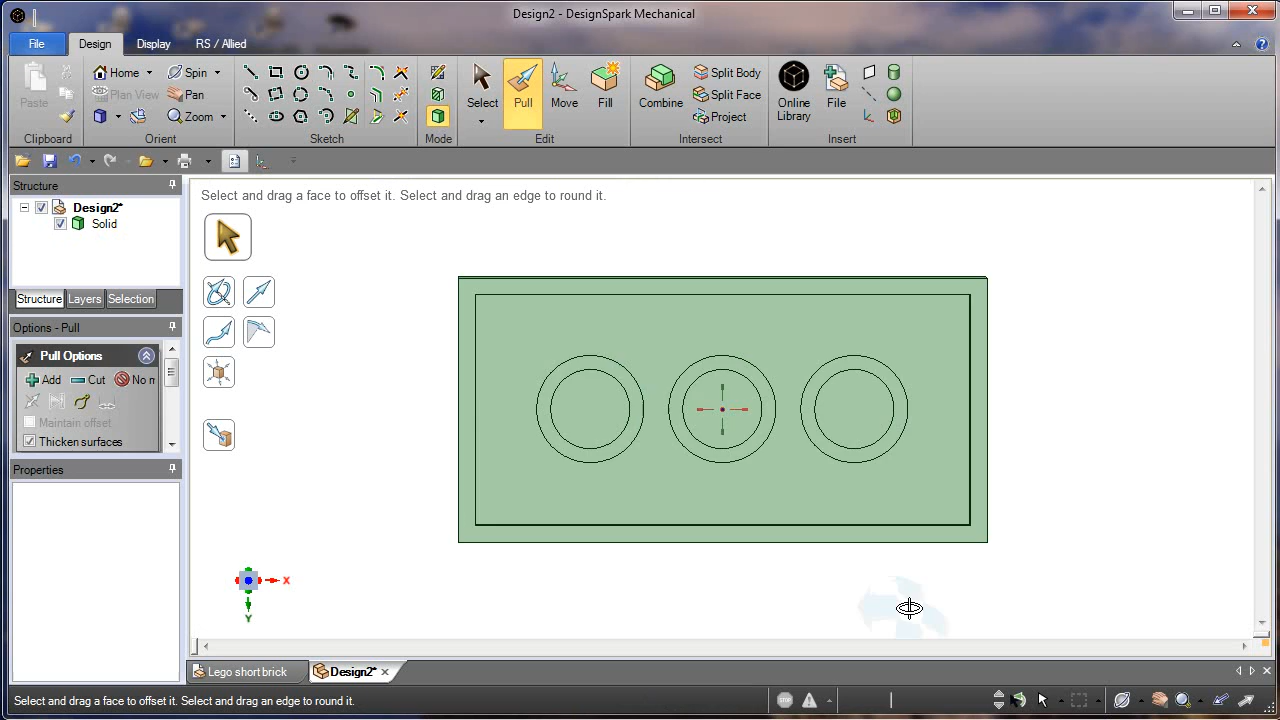 Design2 - DesignSpark Mechanical
File Design Display RS / Allied
Paste
Home Spin
Plan View Pan
Zoom
Select Pull Move Fill
Combine
Split Body
Split Face
Project
Online Library
File
Clipboard Orient Sketch Mode Edit Intersect Insert
Structure
Design2*
Solid
Structure Layers Selection
Options - Pull
Pull Options
Add Cut No m
Maintain offset
Thicken surfaces
Properties
Select and drag a face to offset it. Select and drag an edge to round it.
X
Y
Lego short brick Design2*
Select and drag a face to offset it. Select and drag an edge to round it.